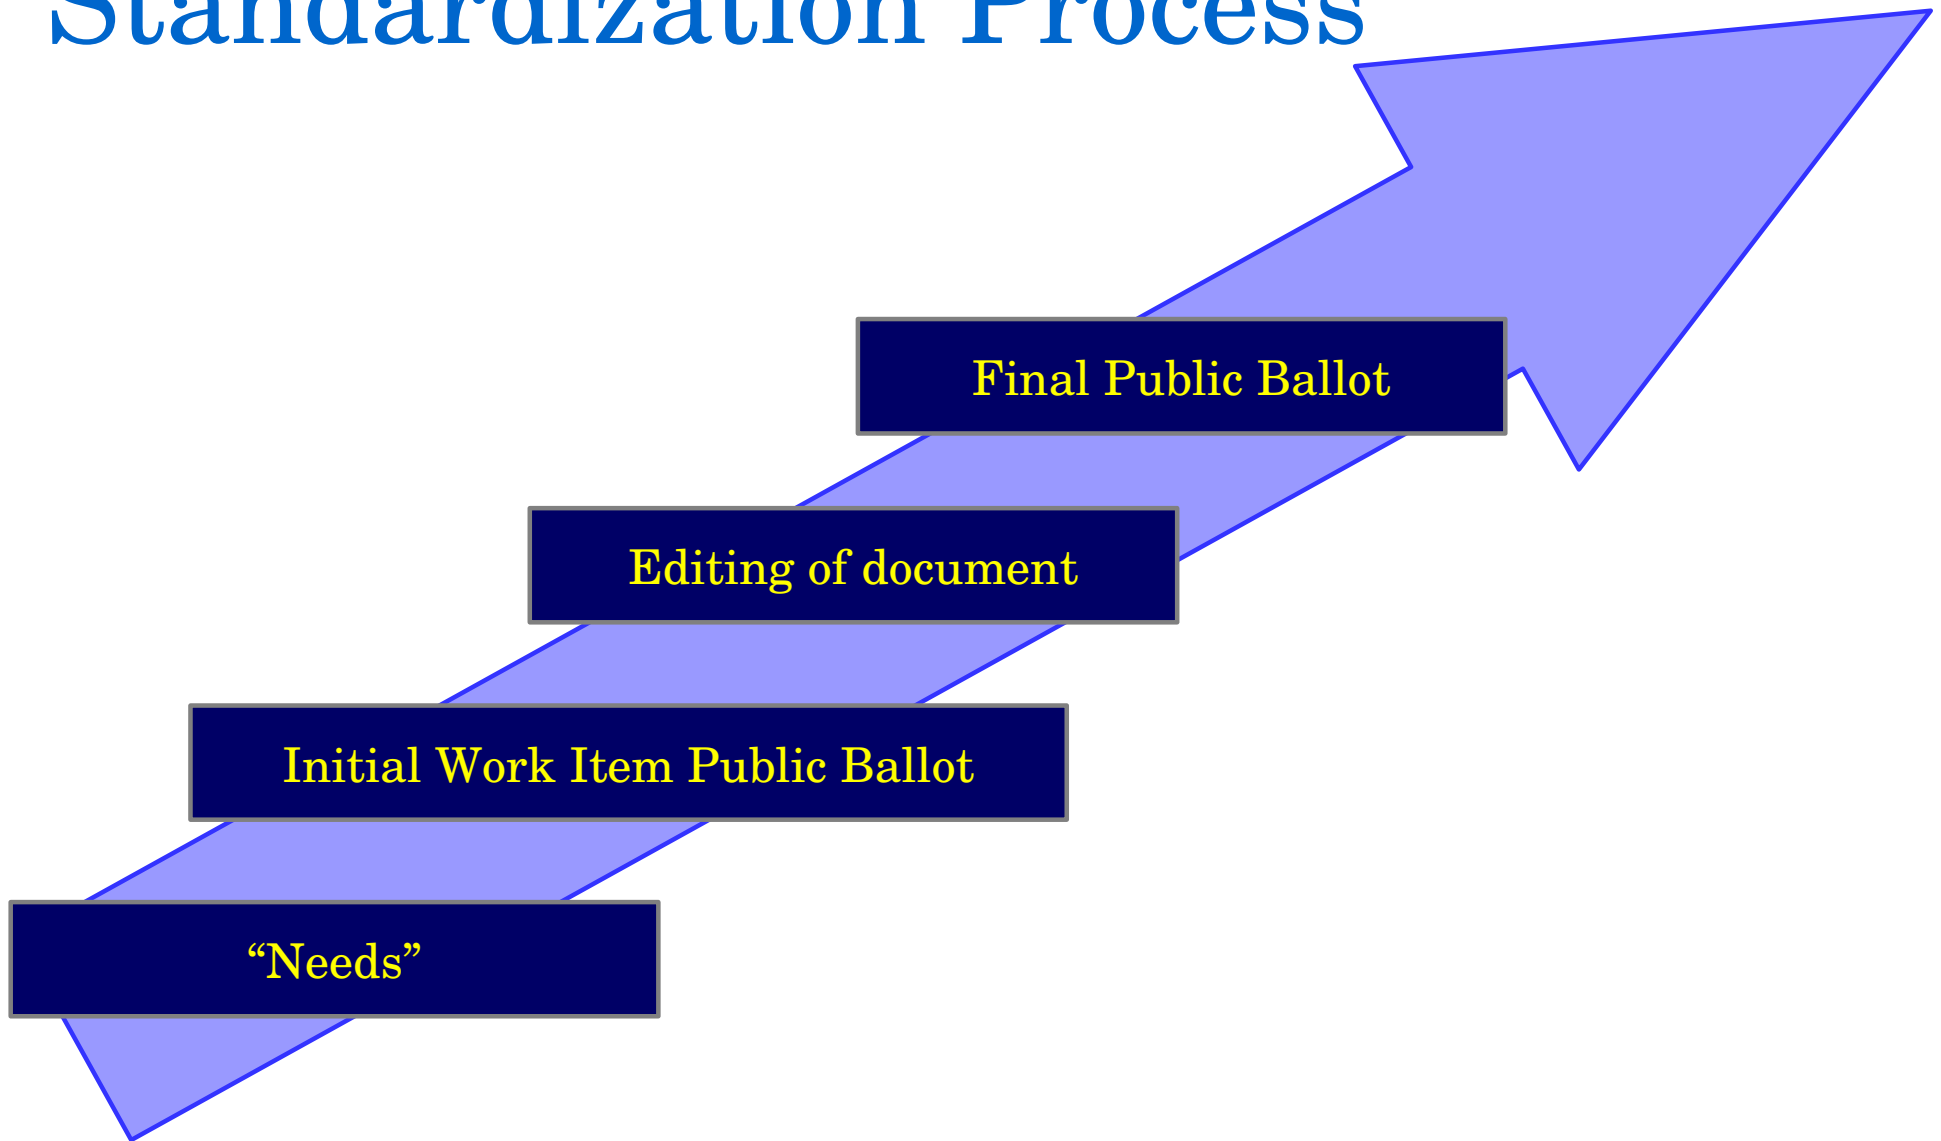 Standardization Process
Final Public Ballot
Editing of document
Initial Work Item Public Ballot
“Needs”